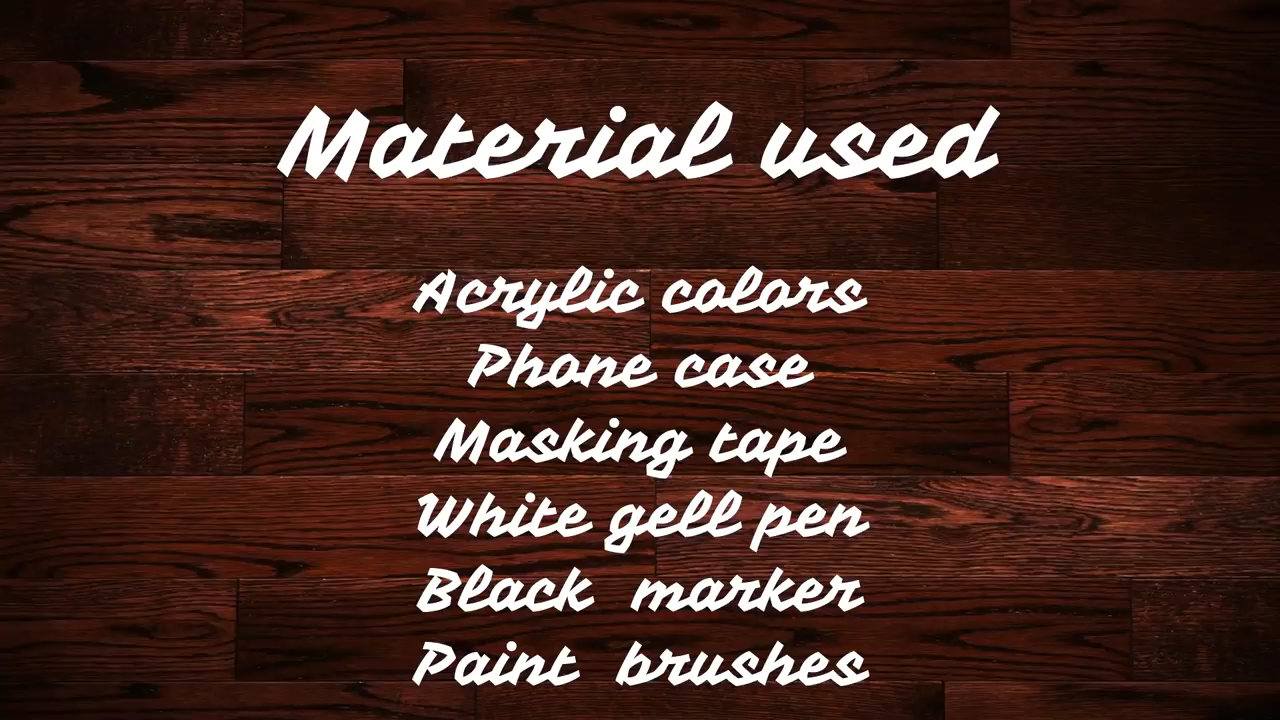 Material used
Acrylic colors
Phone case
Masking tape
White gell pen
Black marker
Paint brushes